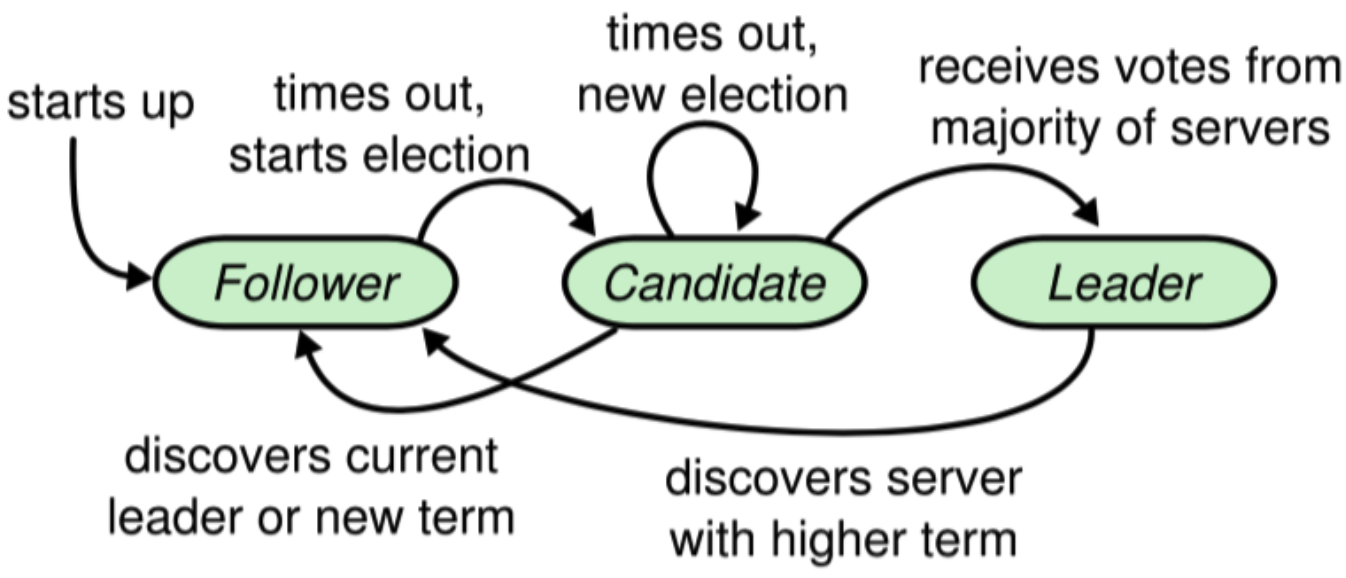 starts up
times out,
starts election
times out,
new election
receives votes from
majority of servers
Follower
Candidate
Leader
discovers current
leader or new term
discovers server
with higher term